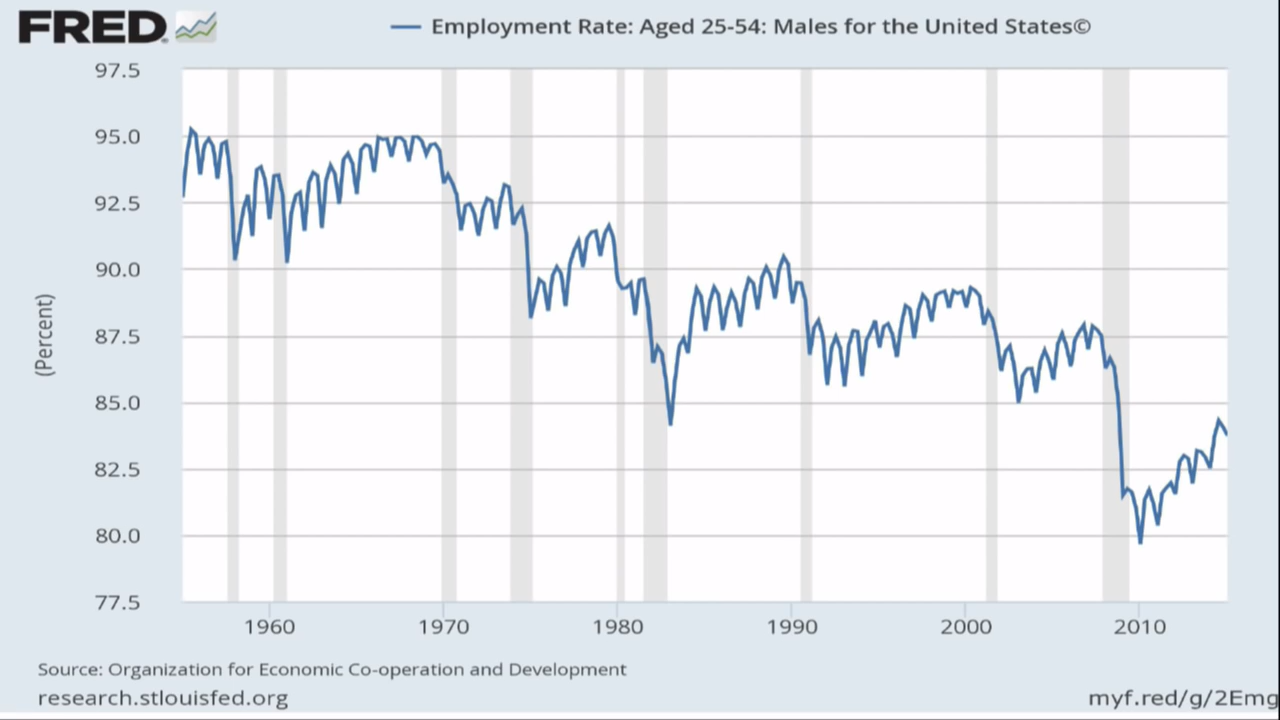 FRED
Employment Rate: Aged 25-54: Males for the United States©
97.5
95.0
92.5
90.0
87.5
85.0
82.5
80.0
77.5
(Percent)
1960 1970 1980 1990 2000 2010
Source: Organization for Economic Co-operation and Development
research.stlouisfed.org
myf.red/g/2Emg